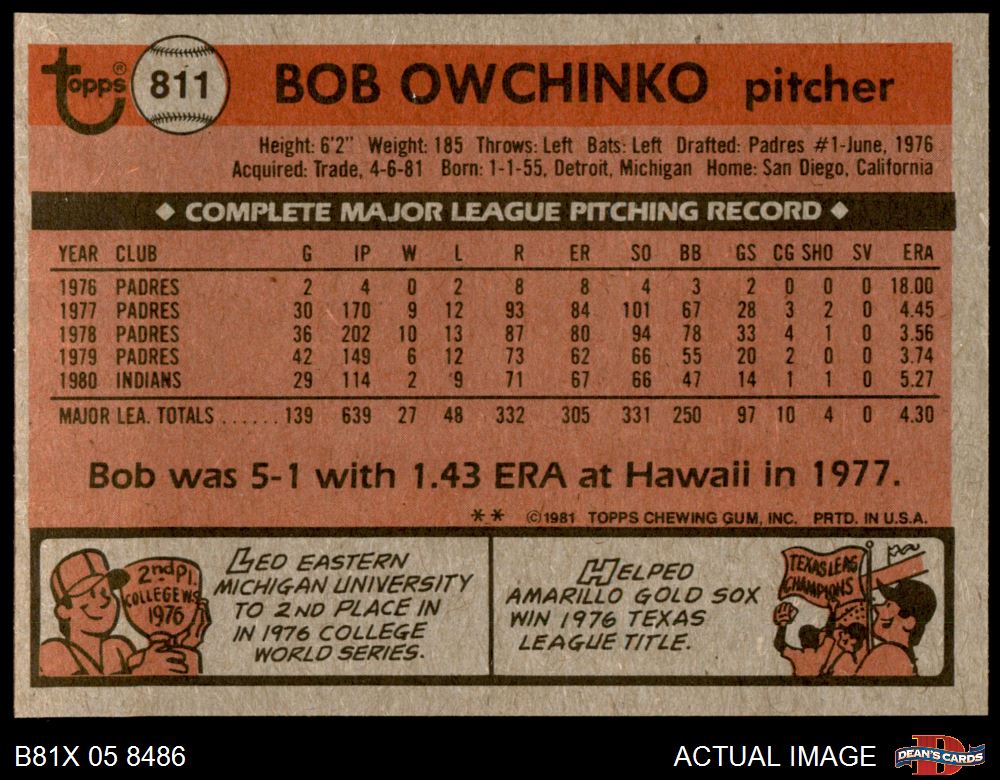 topps® 811 BOB OWCHINKO pitcher
Height: 6'2" Weight: 185 Throws: Left Bats: Left Drafted: Padres #1-June, 1976
Acquired: Trade, 4-6-81 Born: 1-1-55, Detroit, Michigan Home: San Diego, California
◆ COMPLETE MAJOR LEAGUE PITCHING RECORD ◆
YEAR CLUB G IP W L R ER SO BB GS CG SHO SV ERA
1976 PADRES 2 4 0 2 8 8 4 3 2 0 0 0 18.00
1977 PADRES 30 170 9 12 93 84 101 67 28 3 2 0 4.45
1978 PADRES 36 202 10 13 87 80 94 78 33 4 1 0 3.56
1979 PADRES 42 149 6 12 73 62 66 55 20 2 0 0 3.74
1980 INDIANS 29 114 2 9 71 67 66 47 14 1 1 0 5.27
MAJOR LEA. TOTALS ...... 139 639 27 48 332 305 331 250 97 10 4 0 4.30
Bob was 5-1 with 1.43 ERA at Hawaii in 1977.
** ©1981 TOPPS CHEWING GUM, INC. PRTD. IN U.S.A.
2nd Pl.
COLLEGE WS
1976
LED EASTERN
MICHIGAN UNIVERSITY
TO 2ND PLACE IN
IN 1976 COLLEGE
WORLD SERIES.
HELPED
AMARILLO GOLD SOX
WIN 1976 TEXAS
LEAGUE TITLE.
TEXAS LEAG
CHAMPIONS
B81X 05 8486 ACTUAL IMAGE DEAN'S CARDS